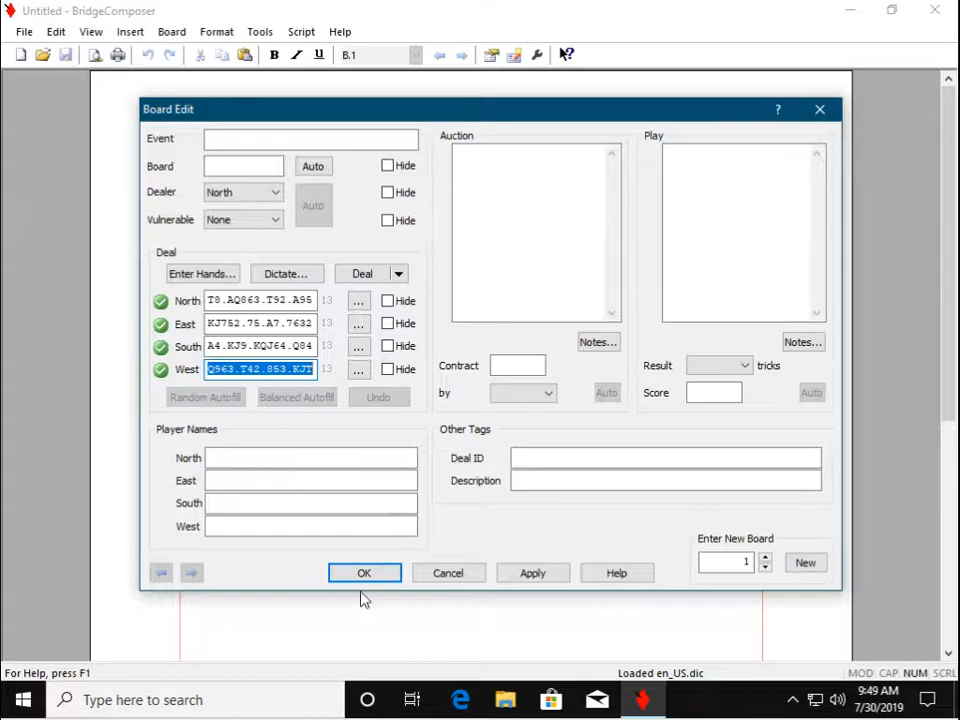 Untitled - BridgeComposer
File Edit View Insert Board Format Tools Script Help
B I U B.1
Board Edit ?
Event
Board Auto Hide
Dealer North Auto Hide
Vulnerable None Hide
Deal
Enter Hands... Dictate... Deal
North T8.AQ863.T92.A95 13 ... Hide
East KJ752.75.A7.7632 13 ... Hide
South A4.KJ9.KQJ64.Q84 13 ... Hide
West Q963.T42.853.KJT 13 ... Hide
Random Autofill Balanced Autofill Undo
Player Names
North
East
South
West
Auction
Notes...
Contract
by Auto
Play
Notes...
Result tricks
Score Auto
Other Tags
Deal ID
Description
Enter New Board
1 New
OK Cancel Apply Help
For Help, press F1 Loaded en_US.dic MOD CAP NUM SCRL
Type here to search
9:49 AM
7/30/2019